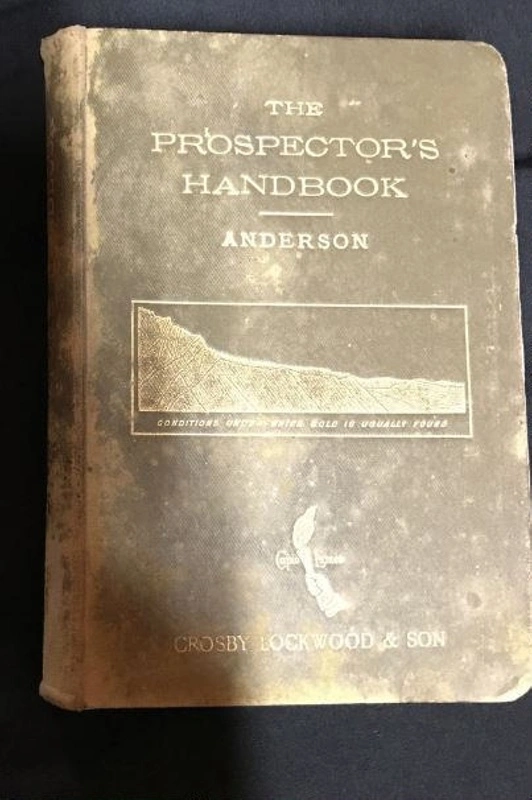 THE
PROSPECTOR'S
HANDBOOK
ANDERSON
CONDITIONS UNDER WHICH GOLD IS USUALLY FOUND
CROSBY LOCKWOOD & SON